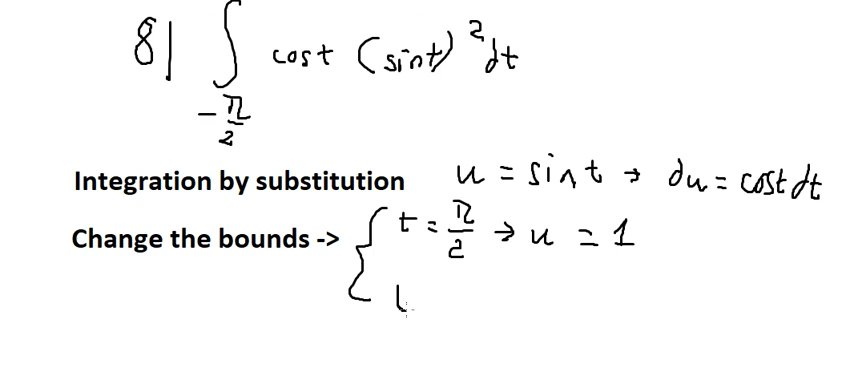 8| ∫ cost (sint)² dt
-π/2
Integration by substitution u = sint → du = cost dt
Change the bounds -> { t = π/2 → u = 1